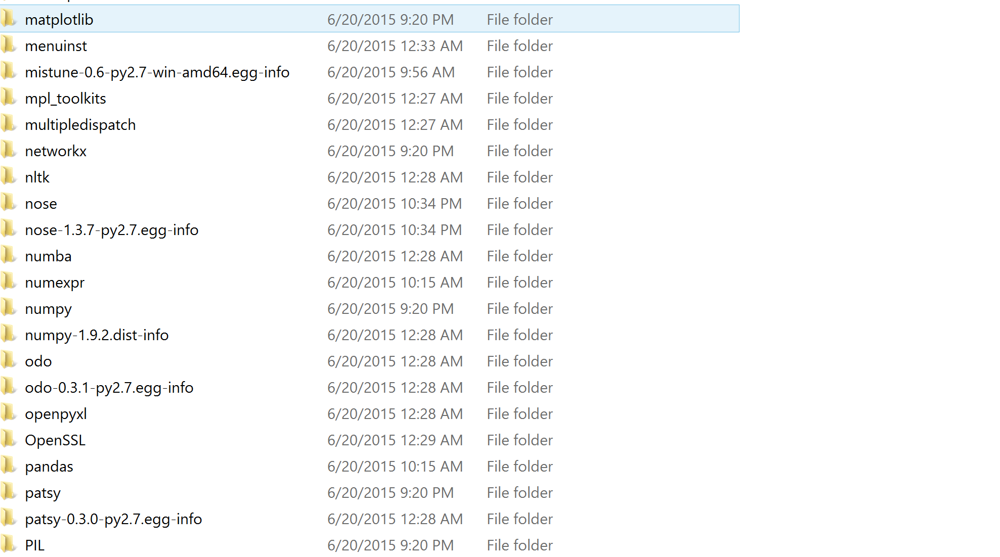 matplotlib 6/20/2015 9:20 PM File folder
menuinst 6/20/2015 12:33 AM File folder
mistune-0.6-py2.7-win-amd64.egg-info 6/20/2015 9:56 AM File folder
mpl_toolkits 6/20/2015 12:27 AM File folder
multipledispatch 6/20/2015 12:27 AM File folder
networkx 6/20/2015 9:20 PM File folder
nltk 6/20/2015 12:28 AM File folder
nose 6/20/2015 10:34 PM File folder
nose-1.3.7-py2.7.egg-info 6/20/2015 10:34 PM File folder
numba 6/20/2015 12:28 AM File folder
numexpr 6/20/2015 10:15 AM File folder
numpy 6/20/2015 9:20 PM File folder
numpy-1.9.2.dist-info 6/20/2015 12:28 AM File folder
odo 6/20/2015 12:28 AM File folder
odo-0.3.1-py2.7.egg-info 6/20/2015 12:28 AM File folder
openpyxl 6/20/2015 12:28 AM File folder
OpenSSL 6/20/2015 12:29 AM File folder
pandas 6/20/2015 10:15 AM File folder
patsy 6/20/2015 9:20 PM File folder
patsy-0.3.0-py2.7.egg-info 6/20/2015 12:28 AM File folder
PIL 6/20/2015 9:20 PM File folder